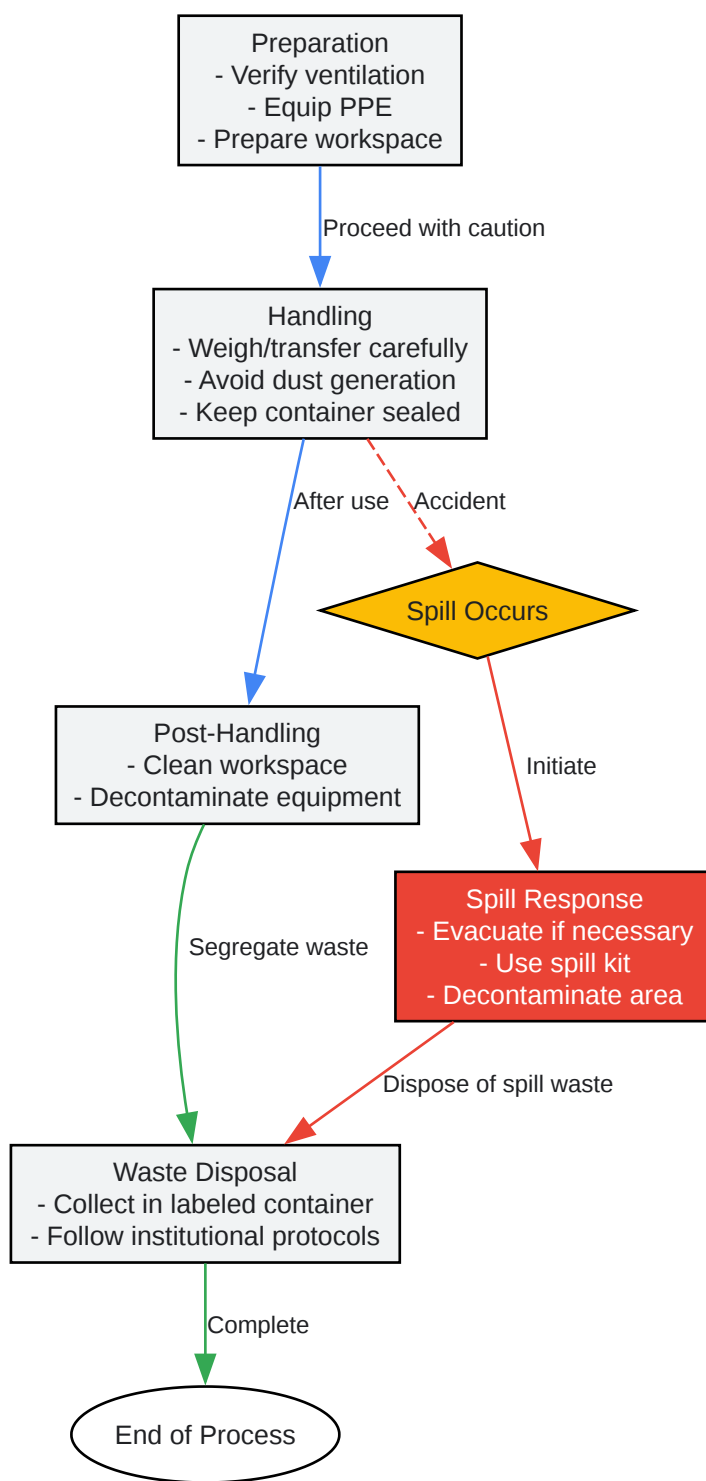 Preparation
- Verify ventilation
- Equip PPE
- Prepare workspace
Proceed with caution
Handling
- Weigh/transfer carefully
- Avoid dust generation
- Keep container sealed
After use
Accident
Spill Occurs
Post-Handling
- Clean workspace
- Decontaminate equipment
Initiate
Spill Response
- Evacuate if necessary
- Use spill kit
- Decontaminate area
Segregate waste
Dispose of spill waste
Waste Disposal
- Collect in labeled container
- Follow institutional protocols
Complete
End of Process